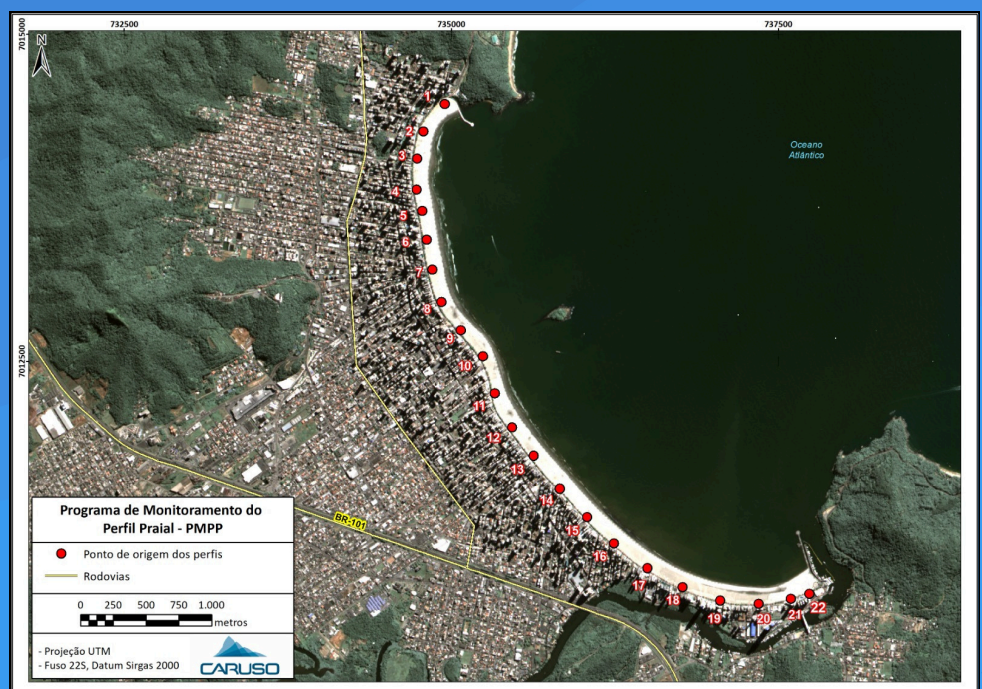 732500
735000
737500
7015000
N
1
2
3
4
5
6
7
8
9
10
11
12
13
14
15
16
17
18
19
20
21
22
Oceano
Atlântico
7012500
BR-101
Programa de Monitoramento do
Perfil Praial - PMPP
Ponto de origem dos perfis
Rodovias
0 250 500 750 1.000
metros
- Projeção UTM
- Fuso 22S, Datum Sirgas 2000
CARUSO